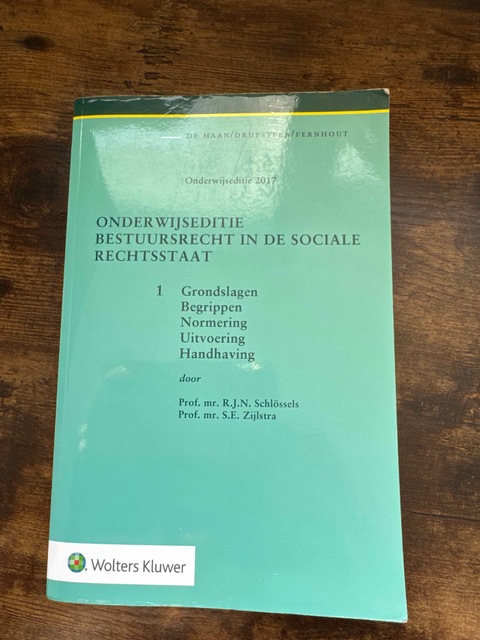 DE HAAN/DRUPSTEEN/FERNHOUT
Onderwijseditie 2017
ONDERWIJSEDITIE
BESTUURSRECHT IN DE SOCIALE
RECHTSSTAAT
1 Grondslagen
Begrippen
Normering
Uitvoering
Handhaving
door
Prof. mr. R.J.N. Schlössels
Prof. mr. S.E. Zijlstra
Wolters Kluwer